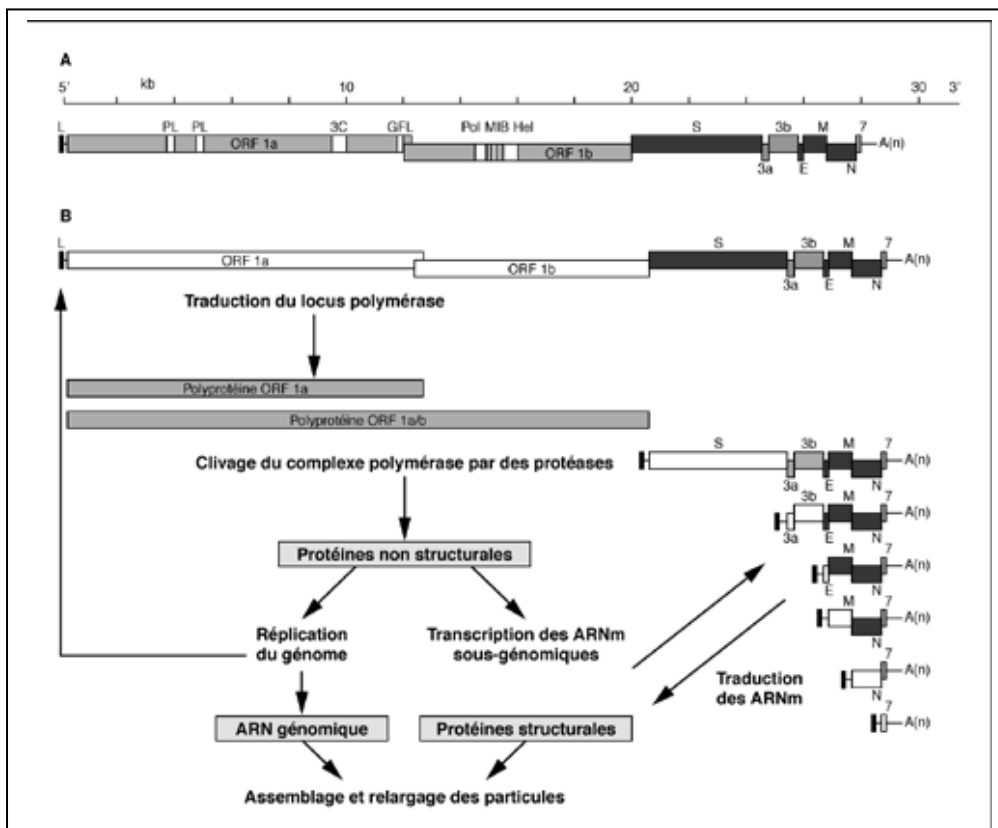 A
5' kb 10 20 30 3'
L PL PL 3C GFL Pol MIB Hel S 3b M 7
ORF 1a A(n)
ORF 1b
3a E N
B
L S 3b M 7
ORF 1a A(n)
ORF 1b
3a E N
Traduction du locus polymérase
Polyprotéine ORF 1a
Polyprotéine ORF 1a/b
S 3b M 7
Clivage du complexe polymérase par des protéases
A(n)
3a E N
3b M 7
A(n)
3a E N
Protéines non structurales
M 7
A(n)
E N
M 7
A(n)
N
Réplication
du génome
Transcription des ARNm
sous-génomiques
7
A(n)
N
Traduction
des ARNm
7
A(n)
ARN génomique
Protéines structurales
Assemblage et relargage des particules